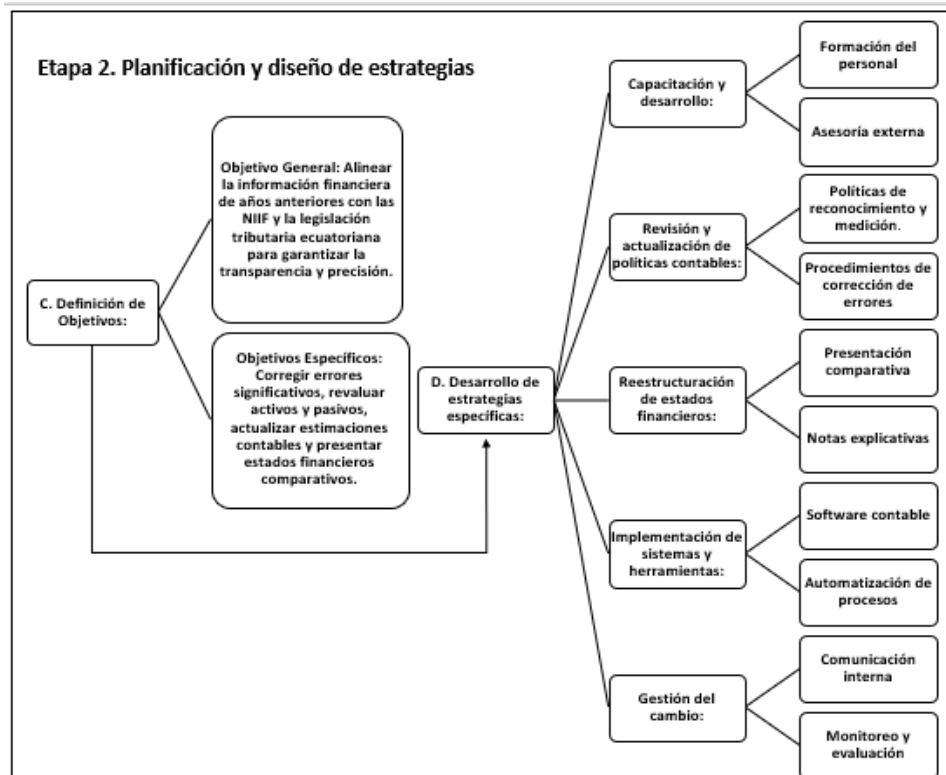 Etapa 2. Planificación y diseño de estrategias
C. Definición de
Objetivos:
Objetivo General: Alinear
la información financiera
de años anteriores con las
NIIF y la legislación
tributaria ecuatoriana
para garantizar la
transparencia y precisión.
Objetivos Específicos:
Corregir errores
significativos, revaluar
activos y pasivos,
actualizar estimaciones
contables y presentar
estados financieros
comparativos.
D. Desarrollo de
estrategias
específicas:
Capacitación y
desarrollo:
Formación del
personal
Asesoría externa
Revisión y
actualización de
políticas contables:
Políticas de
reconocimiento y
medición.
Procedimientos de
corrección de
errores
Reestructuración
de estados
financieros:
Presentación
comparativa
Notas explicativas
Implementación de
sistemas y
herramientas:
Software contable
Automatización de
procesos
Gestión del
cambio:
Comunicación
interna
Monitoreo y
evaluación